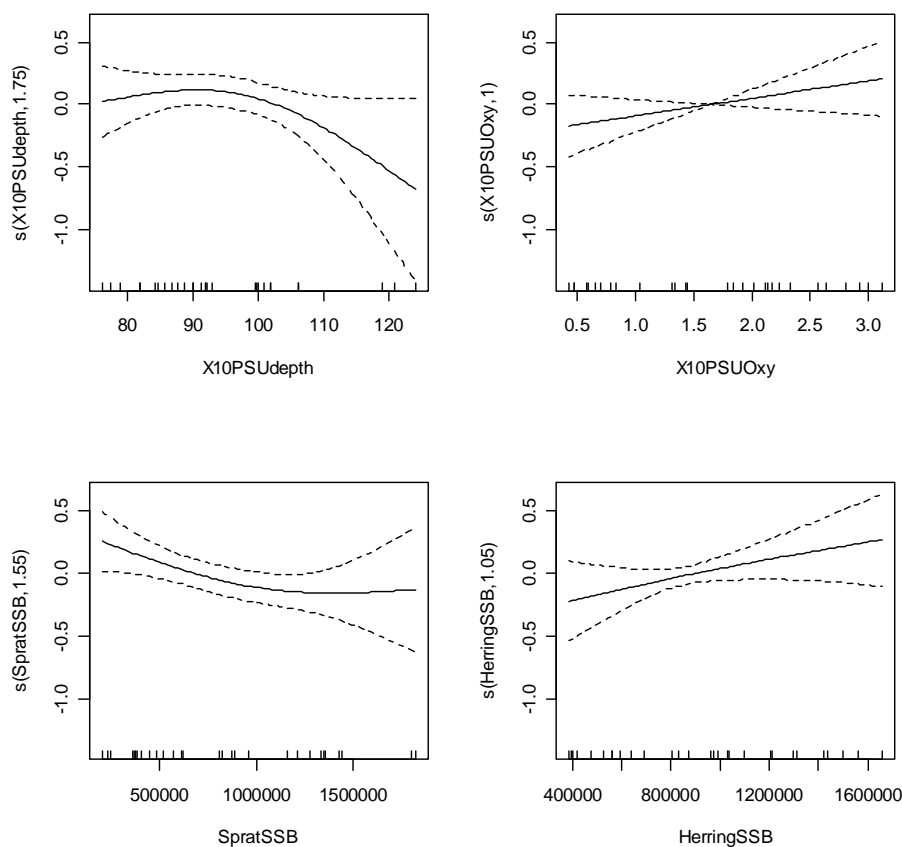 s(X10PSUdepth,1.75)
0.5
0.0
-0.5
-1.0
80 90 100 110 120
X10PSUdepth
s(X10PSUOxy,1)
0.5
0.0
-0.5
-1.0
0.5 1.0 1.5 2.0 2.5 3.0
X10PSUOxy
s(SpratSSB,1.55)
0.5
0.0
-0.5
-1.0
500000 1000000 1500000
SpratSSB
s(HerringSSB,1.05)
0.5
0.0
-0.5
-1.0
400000 800000 1200000 1600000
HerringSSB